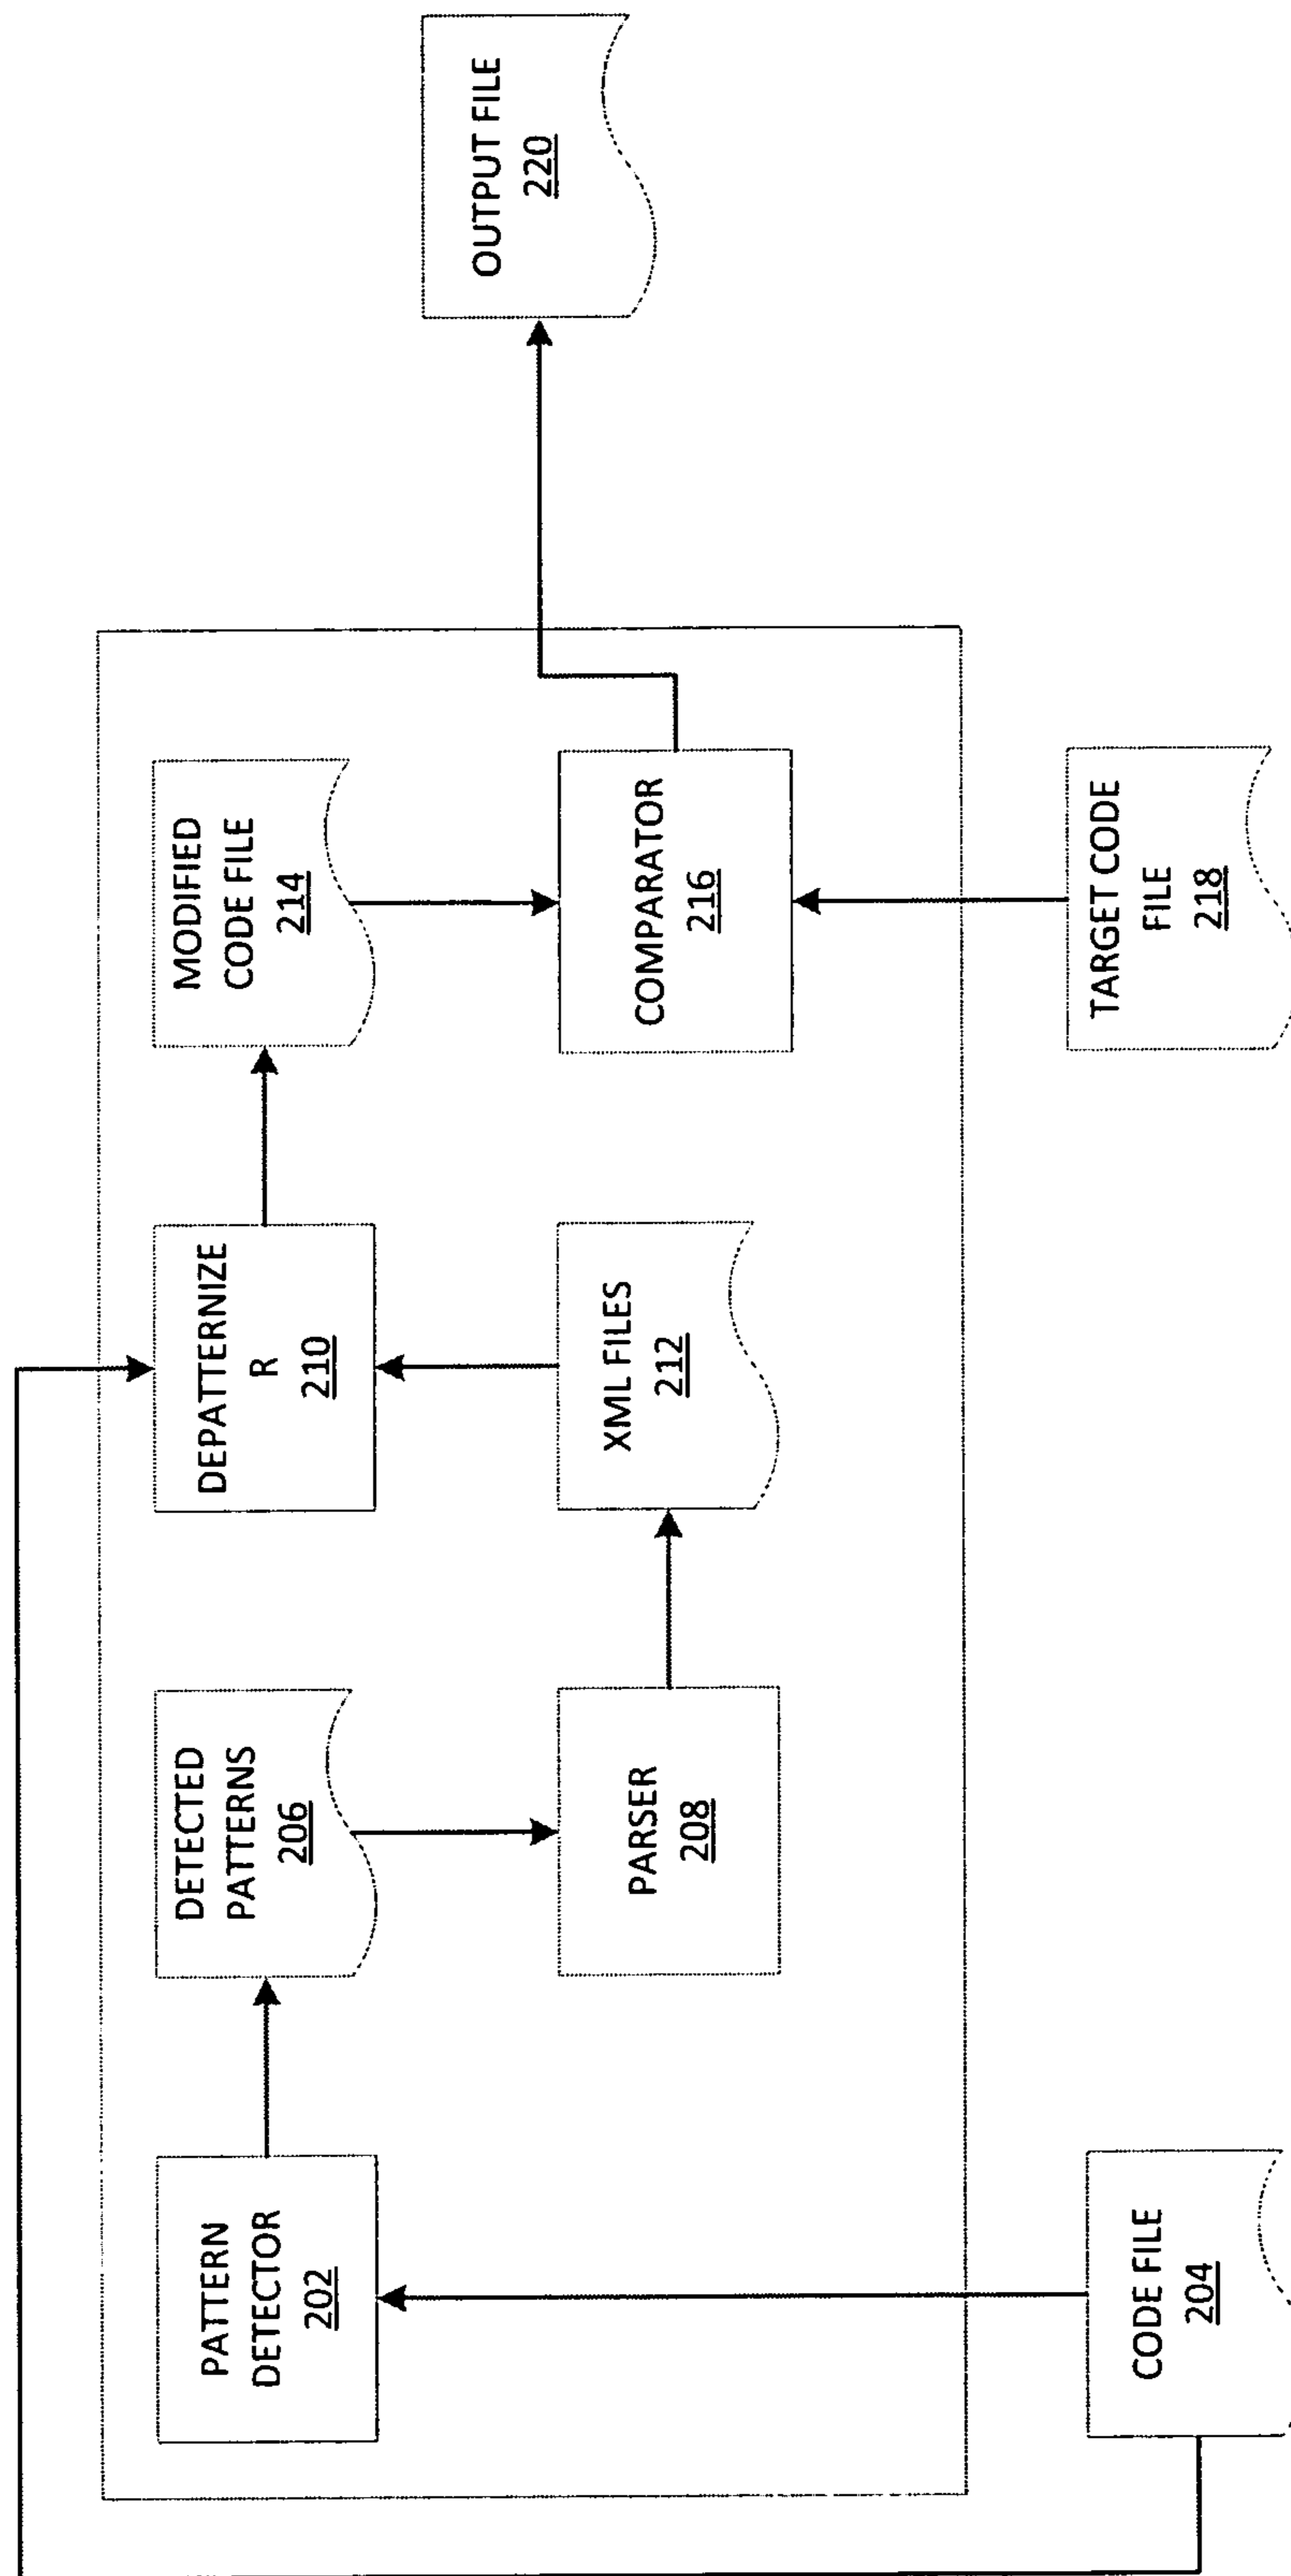 PATTERN
DETECTOR
202
DETECTED
PATTERNS
206
DEPATTERNIZE
R
210
MODIFIED
CODE FILE
214
PARSER
208
XML FILES
212
COMPARATOR
216
OUTPUT FILE
220
CODE FILE
204
TARGET CODE
FILE
218